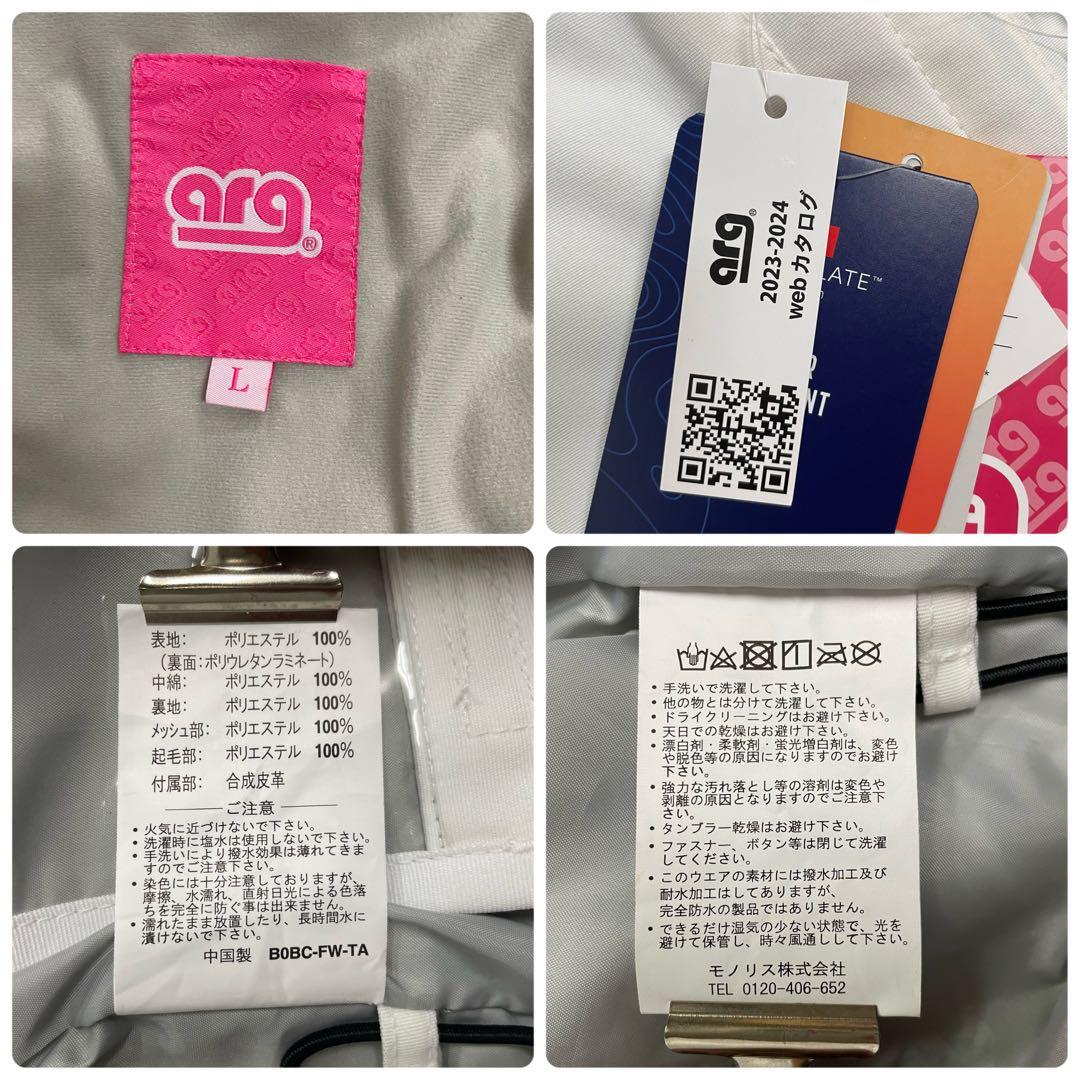 arg®
L
arg®
2023-2024
webカタログ
LATE™
NT
arg
表地: ポリエステル 100%
(裏面:ポリウレタンラミネート)
中綿: ポリエステル 100%
裏地: ポリエステル 100%
メッシュ部: ポリエステル 100%
起毛部: ポリエステル 100%
付属部: 合成皮革
ご注意
・火気に近づけないで下さい。
・洗濯時に塩水は使用しないで下さい。
・手洗いにより撥水効果は薄れてきま
すのでご注意下さい。
・染色には十分注意しておりますが、
摩擦、水濡れ、直射日光による色落
ちを完全に防ぐ事は出来ません。
・濡れたまま放置したり、長時間水に
漬けないで下さい。
中国製 B0BC-FW-TA
・手洗いで洗濯して下さい。
・他の物とは分けて洗濯して下さい。
・ドライクリーニングはお避け下さい。
・天日での乾燥はお避け下さい。
・漂白剤・柔軟剤・蛍光増白剤は、変色
や脱色等の原因になりますのでお避け
下さい。
・強力な汚れ落とし等の溶剤は変色や
剥離の原因となりますのでご注意下
さい。
・タンブラー乾燥はお避け下さい。
・ファスナー、ボタン等は閉じて洗濯
してください。
・このウエアの素材には撥水加工及び
耐水加工はしてありますが、
完全防水の製品ではありません。
・できるだけ湿気の少ない状態で、光を
避けて保管し、時々風通しして下さい。
モノリス株式会社
TEL 0120-406-652